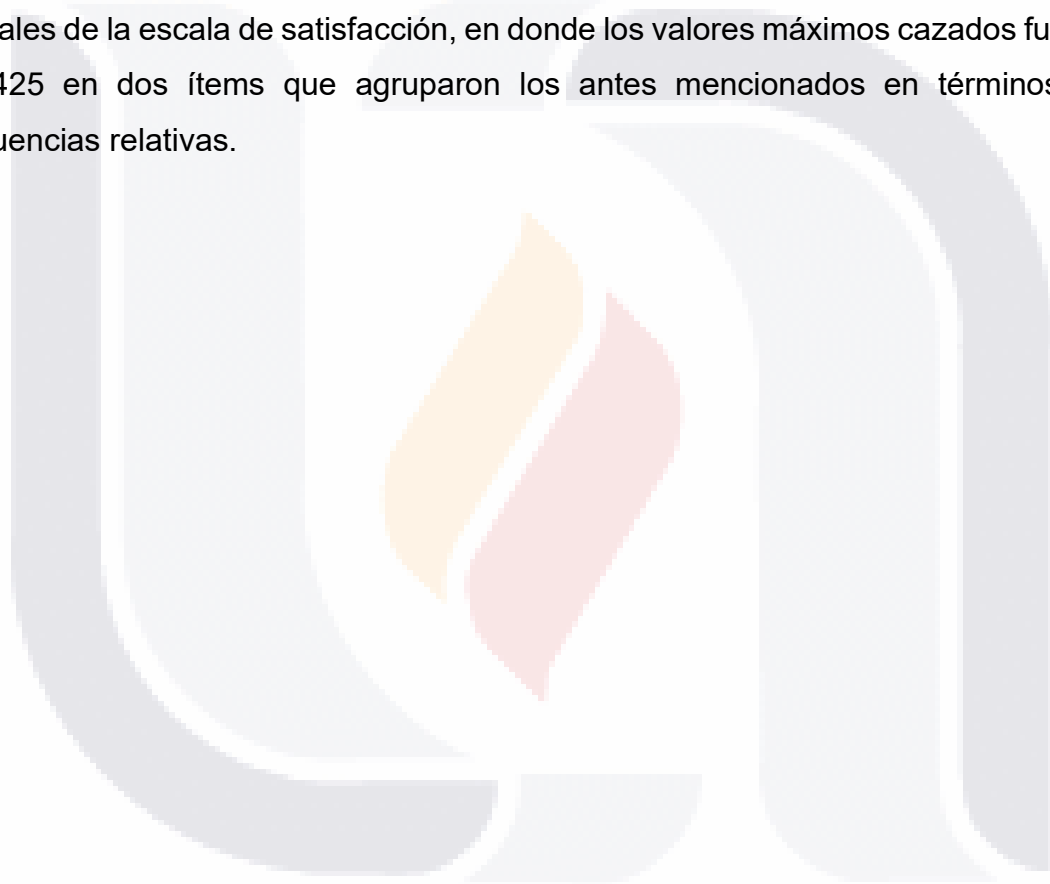 ales de la escala de satisfacción, en donde los valores máximos cazados fu
425 en dos ítems que agruparon los antes mencionados en términos
uencias relativas.